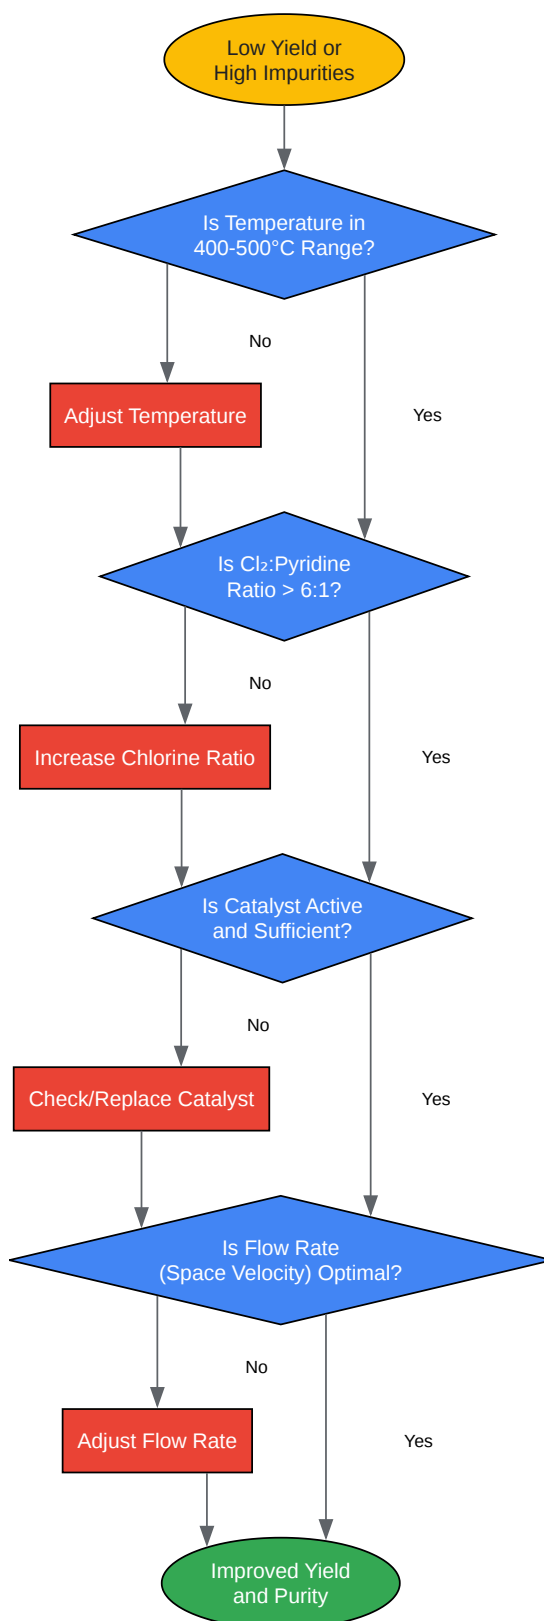 Low Yield or
High Impurities
Is Temperature in
400-500°C Range?
No
Adjust Temperature
Yes
Is Cl₂:Pyridine
Ratio > 6:1?
No
Increase Chlorine Ratio
Yes
Is Catalyst Active
and Sufficient?
No
Check/Replace Catalyst
Yes
Is Flow Rate
(Space Velocity) Optimal?
No
Adjust Flow Rate
Yes
Improved Yield
and Purity